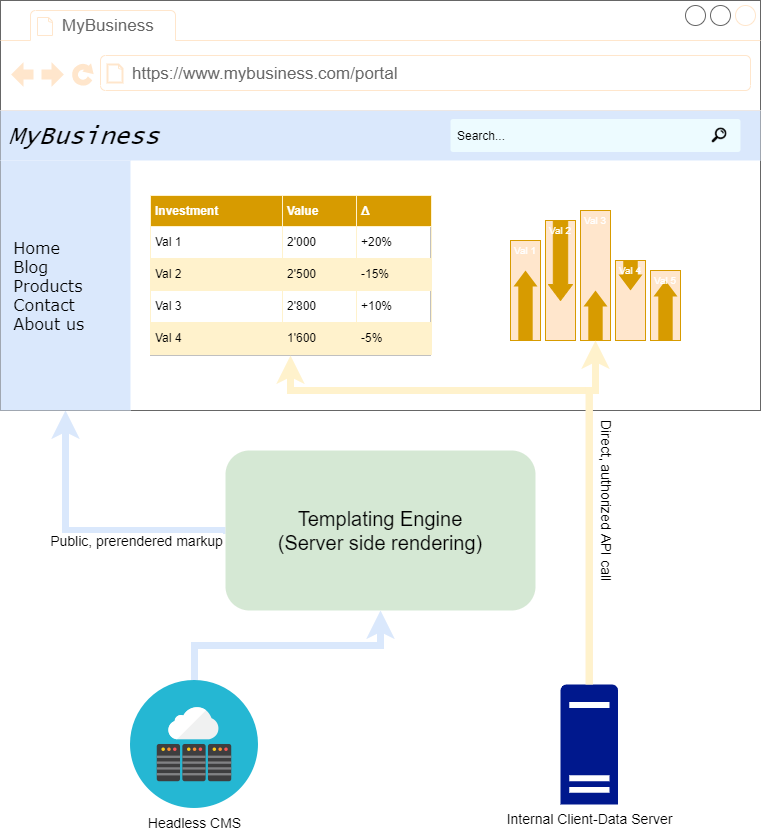 MyBusiness
https://www.mybusiness.com/portal
MyBusiness
Search...
Home
Blog
Products
Contact
About us
Investment Value Δ
Val 1 2'000 +20%
Val 2 2'500 -15%
Val 3 2'800 +10%
Val 4 1'600 -5%
Val 1
Val 2
Val 3
Val 4
Val 5
Direct, authorized API call
Templating Engine
(Server side rendering)
Public, prerendered markup
Headless CMS
Internal Client-Data Server